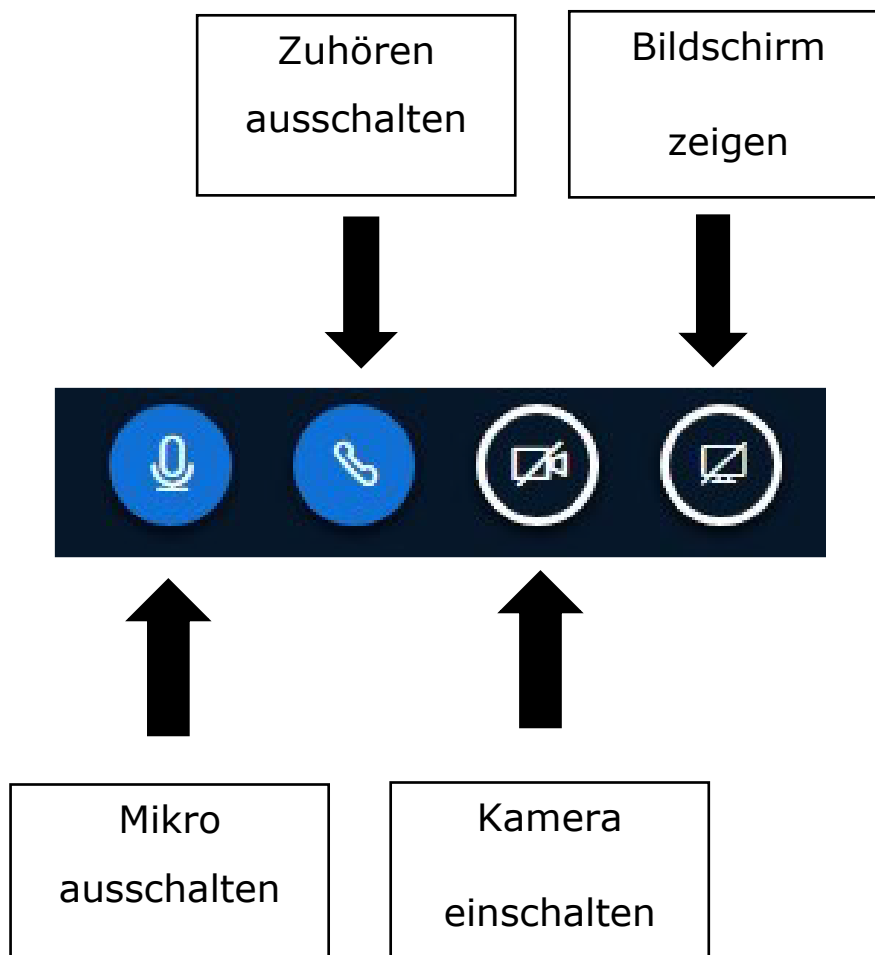 Zuhören
ausschalten
Bildschirm
zeigen
Mikro
ausschalten
Kamera
einschalten